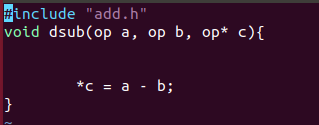 #include "add.h"
void dsub(op a, op b, op* c){
*c = a - b;
}
~